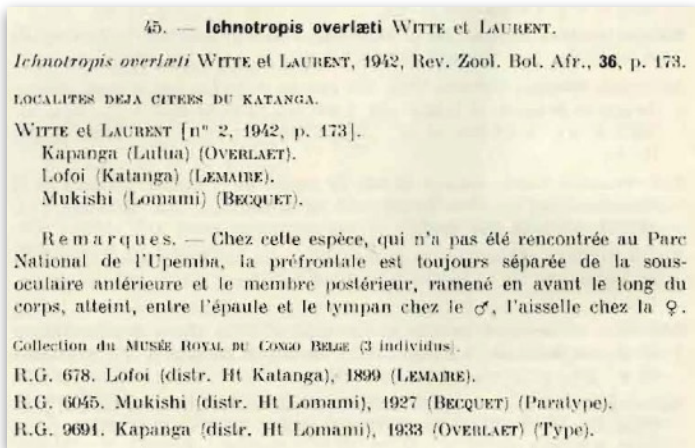 45. — Ichnotropis overlæti WITTE et LAURENT.
Ichnotropis overlæti WITTE et LAURENT, 1942, Rev. Zool. Bot. Afr., 36, p. 173.
LOCALITES DEJA CITEES DU KATANGA.
WITTE et LAURENT [n° 2, 1942, p. 173].
Kapanga (Lulua) (OVERLAET).
Lofoi (Katanga) (LEMAIRE).
Mukishi (Lomami) (BECQUET).
Remarques. — Chez cette espèce, qui n'a pas été rencontrée au Parc
National de l'Upemba, la préfrontale est toujours séparée de la sous-
oculaire antérieure et le membre postérieur, ramené en avant le long du
corps, atteint, entre l'épaule et le tympan chez le ♂, l'aisselle chez la ♀.
Collection du MUSÉE ROYAL DU CONGO BELGE (3 individus).
R.G. 678. Lofoi (distr. Ht Katanga), 1899 (LEMAIRE).
R.G. 6045. Mukishi (distr. Ht Lomami), 1927 (BECQUET) (Paratype).
R.G. 9691. Kapanga (distr. Ht Lomami), 1933 (OVERLAET) (Type).